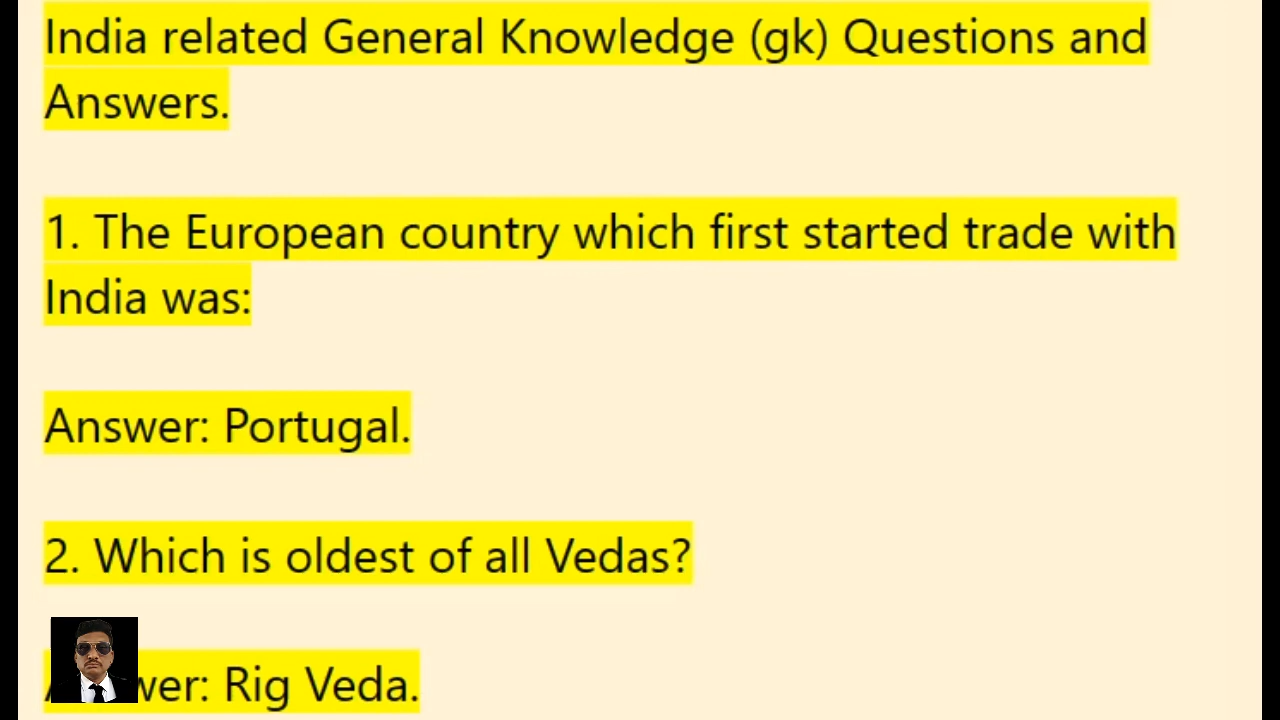 India related General Knowledge (gk) Questions and
Answers.
1. The European country which first started trade with
India was:
Answer: Portugal.
2. Which is oldest of all Vedas?
Rig Veda.